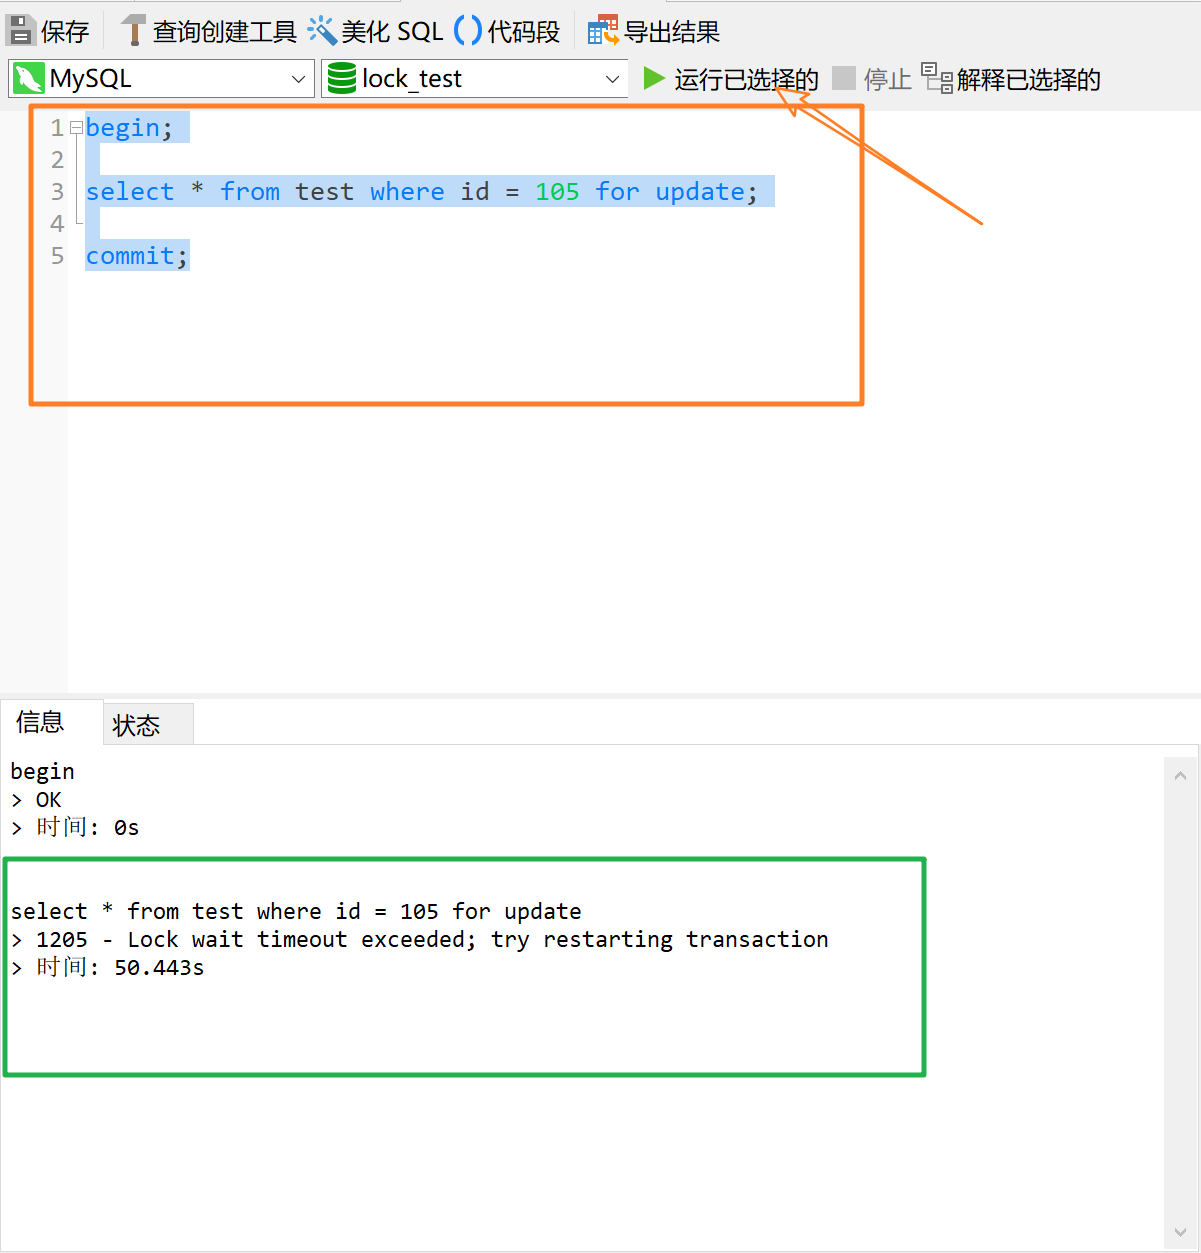 保存 查询创建工具 美化 SQL () 代码段 导出结果
MySQL lock_test 运行已选择的 停止 解释已选择的
1 begin;
2
3 select * from test where id = 105 for update;
4
5 commit;
信息 状态
begin
> OK
> 时间: 0s
select * from test where id = 105 for update
> 1205 - Lock wait timeout exceeded; try restarting transaction
> 时间: 50.443s